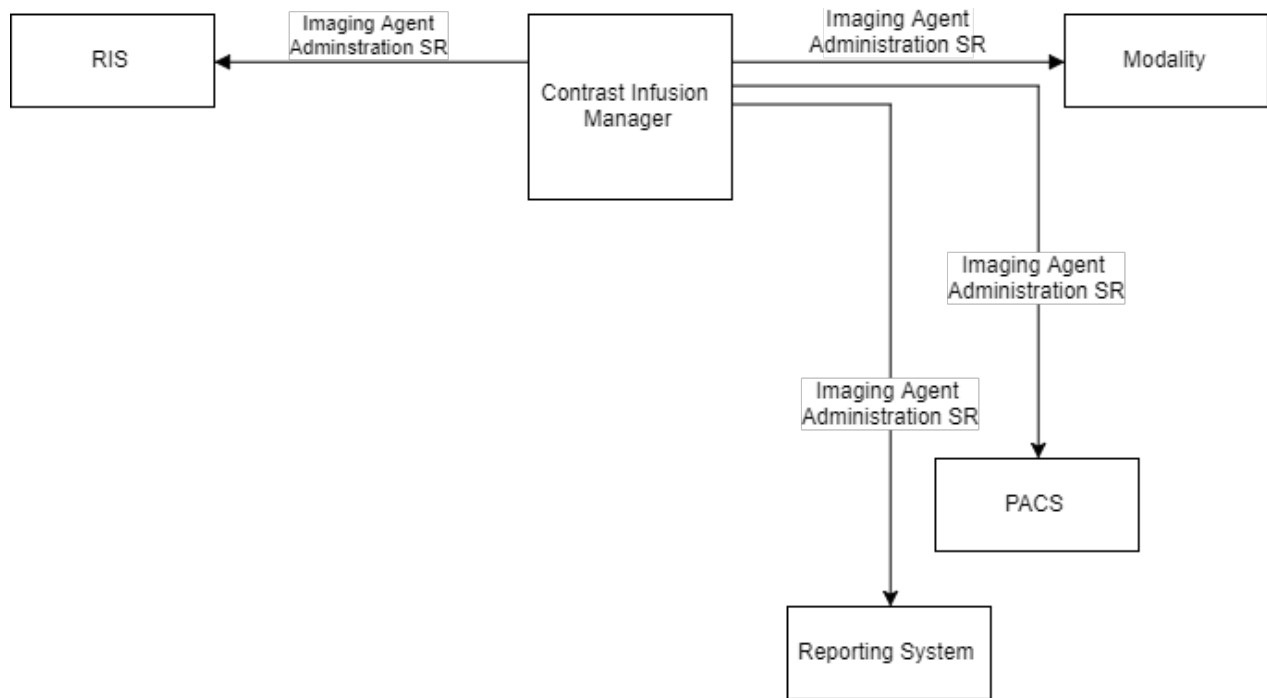 Imaging Agent
Adminstration SR
RIS
Contrast Infusion
Manager
Imaging Agent
Administration SR
Modality
Imaging Agent
Administration SR
Imaging Agent
Administration SR
PACS
Reporting System